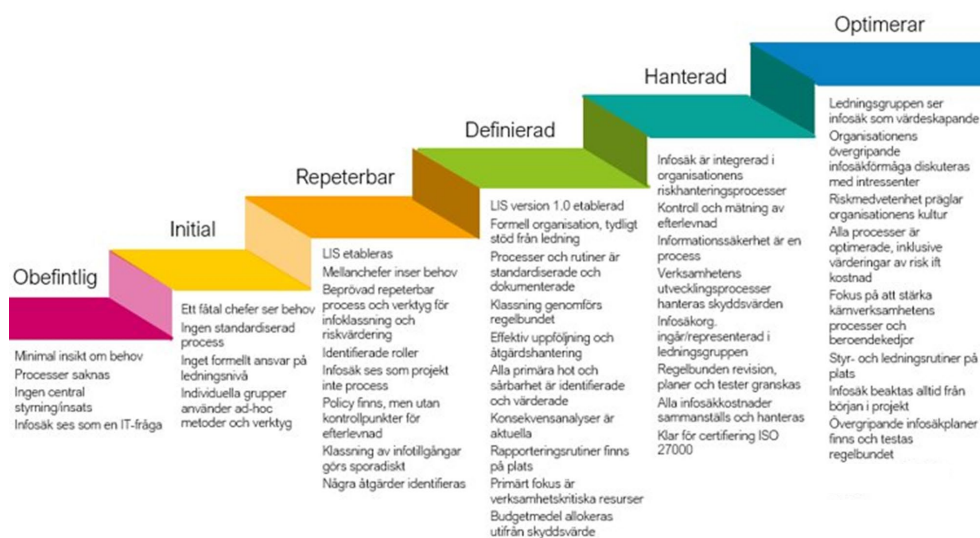 Obefintlig
Minimal insikt om behov
Processer saknas
Ingen central
styrning/insats
Infosäk ses som en IT-fråga
Initial
Ett fåtal chefer ser behov
Ingen standardiserad
process
Inget formellt ansvar på
ledningsnivå
Individuella grupper
använder ad-hoc
metoder och verktyg
Repeterbar
LIS etableras
Mellanchefer inser behov
Beprövad repeterbar
process och verktyg för
infoklassning och
riskvärdering
Identifierade roller
Infosäk ses som projekt
inte process
Policy finns, men utan
kontrollpunkter för
efterlevnad
Klassning av infotillgångar
görs sporadiskt
Några åtgärder identifieras
Definierad
LIS version 1.0 etablerad
Formell organisation, tydligt
stöd från ledning
Processer och rutiner är
standardiserade och
dokumenterade
Klassning genomförs
regelbundet
Effektiv uppföljning och
åtgärdshantering
Alla primära hot och
sårbarhet är identifierade
och värderade
Konsekvensanalyser är
aktuella
Rapporteringsrutiner finns
på plats
Primärt fokus är
verksamhetskritiska resurser
Budgetmedel allokeras
utifrån skyddsvärde
Hanterad
Infosäk är integrerad i
organisationens
riskhanteringsprocesser
Kontroll och mätning av
efterlevnad
Informationssäkerhet är en
process
Verksamhetens
utvecklingsprocesser
hanteras skyddsvärden
Infosäkorg.
ingår/representerad i
ledningsgruppen
Regelbunden revision,
planer och tester granskas
Alla infosäkkostnader
sammanställs och hanteras
Klar för certifiering ISO
27000
Optimerar
Ledningsgruppen ser
infosäk som värdeskapande
Organisationens
övergripande
infosäkförmåga diskuteras
med intressenter
Riskmedvetenhet präglar
organisationens kultur
Alla processer är
optimerade, inklusive
värderingar av risk ift
kostnad
Fokus på att stärka
kärnverksamhetens
processer och
beroendekedjor
Styr- och ledningsrutiner på
plats
Infosäk beaktas alltid från
början i projekt
Övergripande infosäkplaner
finns och testas
regelbundet